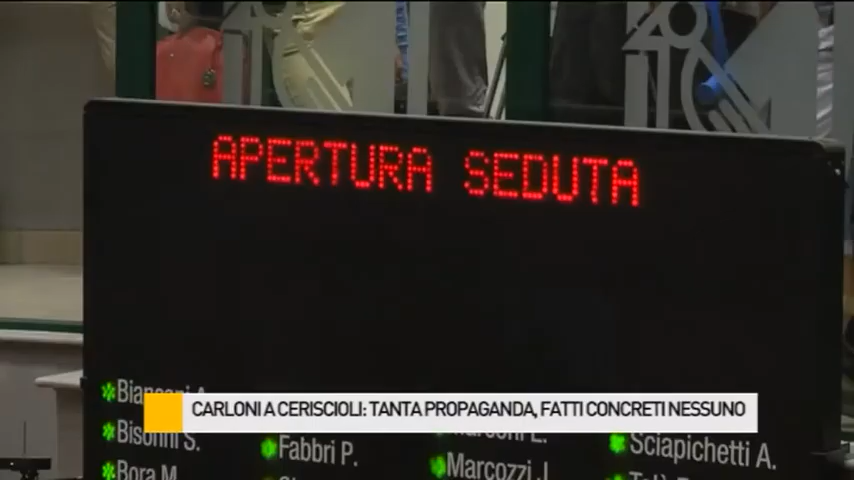 APERTURA SEDUTA
CARLONI A CERISCIOLI: TANTA PROPAGANDA, FATTI CONCRETI NESSUNO
Bisonni S.
Fabbri P.
Sciapichetti A.
Bora M.
Marcozzi J.